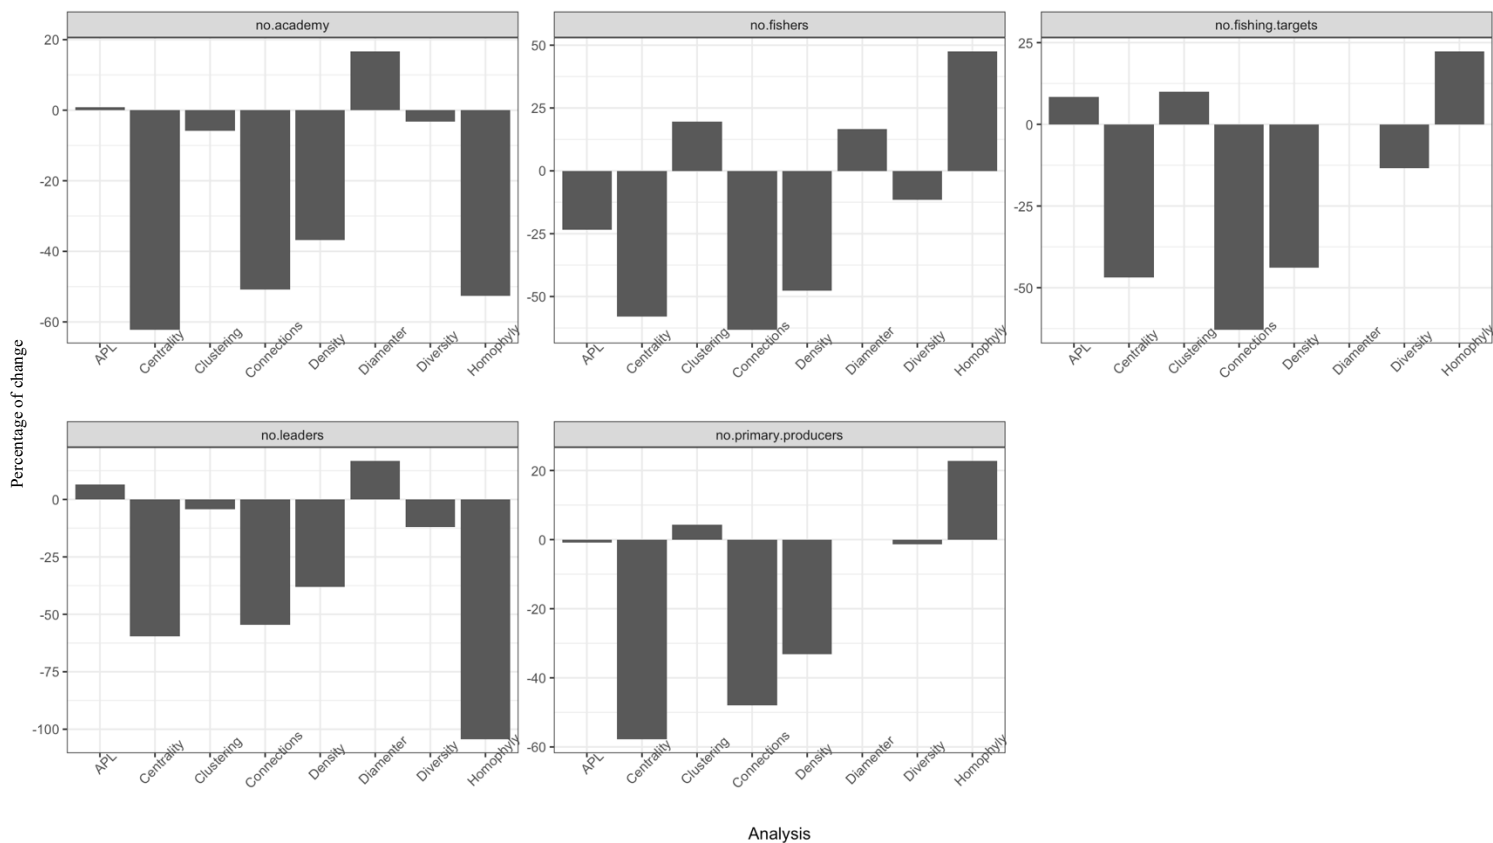 no.academy
no.fishers
no.fishing.targets
20
0
-20
-40
-60
50
25
0
-25
-50
25
0
-25
-50
APL
Centrality
Clustering
Connections
Density
Diamenter
Diversity
Homophyly
APL
Centrality
Clustering
Connections
Density
Diamenter
Diversity
Homophyly
APL
Centrality
Clustering
Connections
Density
Diamenter
Diversity
Homophyly
Percentage of change
no.leaders
no.primary.producers
0
-25
-50
-75
-100
20
0
-20
-40
-60
APL
Centrality
Clustering
Connections
Density
Diamenter
Diversity
Homophyly
APL
Centrality
Clustering
Connections
Density
Diamenter
Diversity
Homophyly
Analysis